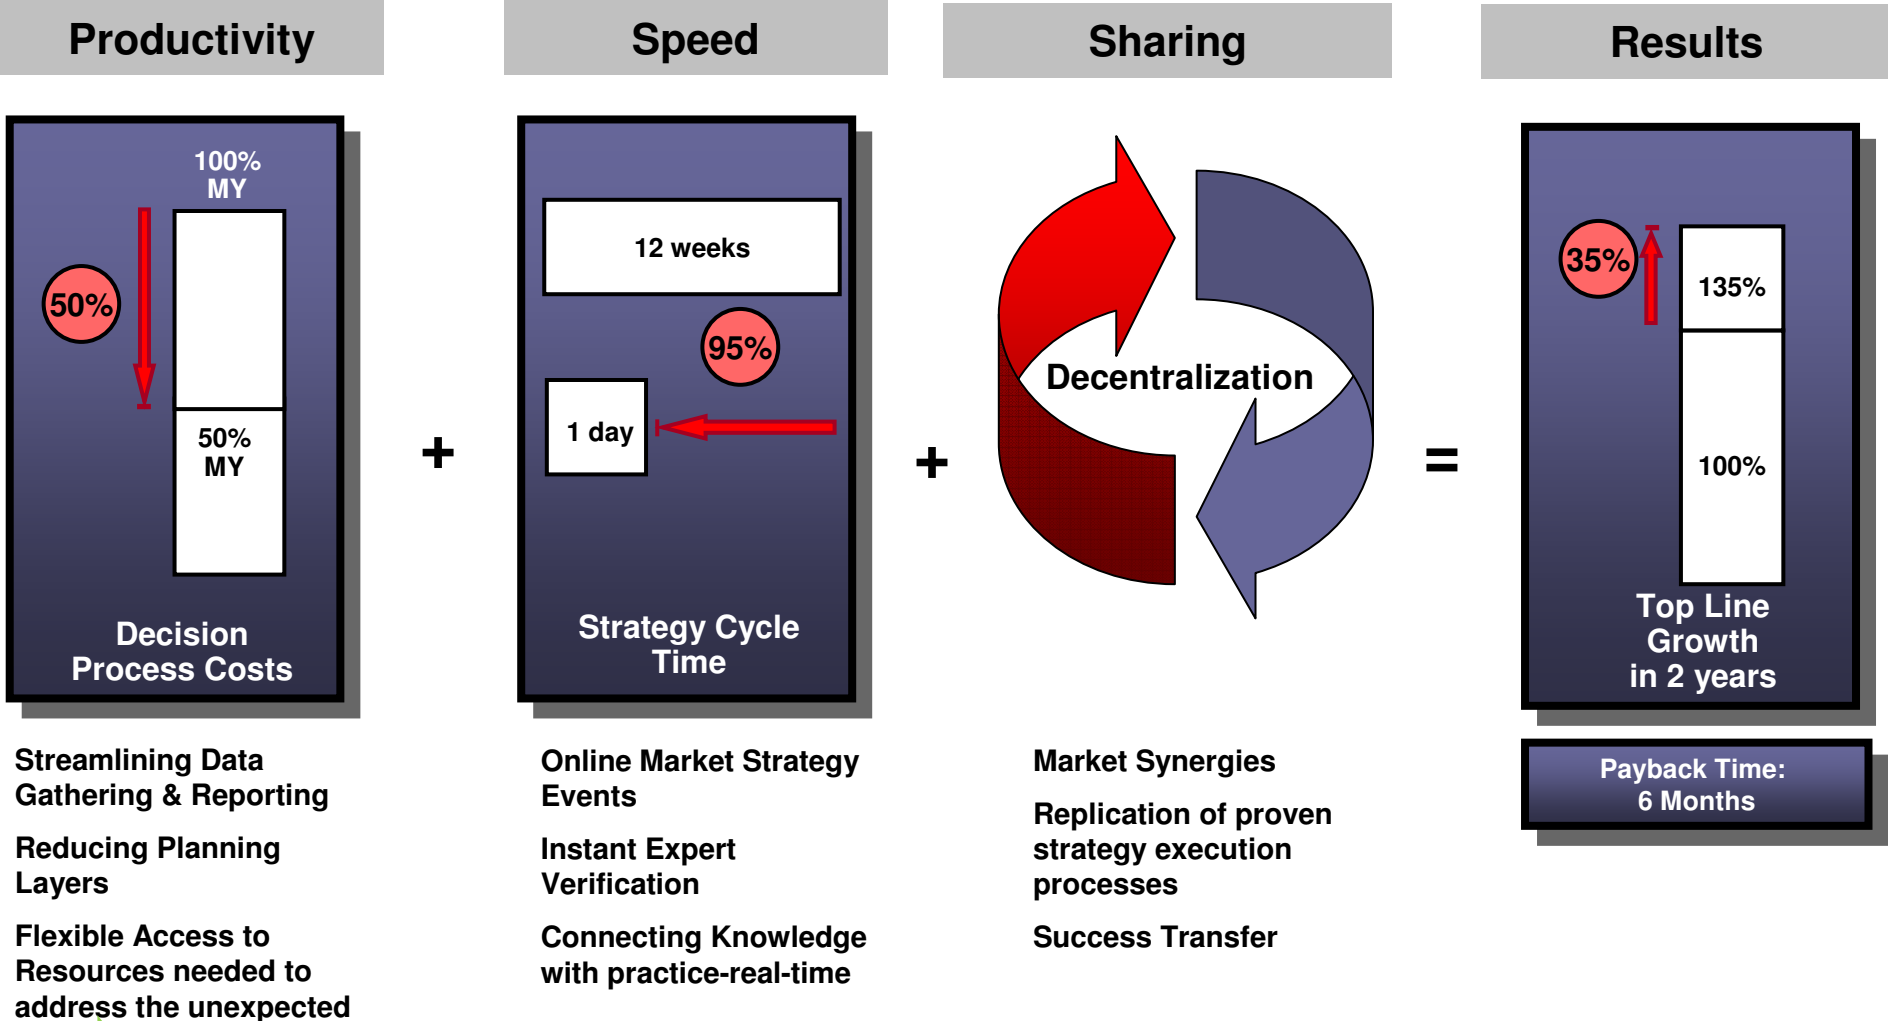 Productivity
Speed
Sharing
Results
100%
MY
50%
50%
MY
Decision
Process Costs
Streamlining Data
Gathering & Reporting
Reducing Planning
Layers
Flexible Access to
Resources needed to
address the unexpected
+
12 weeks
95%
1 day
Strategy Cycle
Time
Online Market Strategy
Events
Instant Expert
Verification
Connecting Knowledge
with practice-real-time
+
Decentralization
Market Synergies
Replication of proven
strategy execution
processes
Success Transfer
=
35%
135%
100%
Top Line
Growth
in 2 years
Payback Time:
6 Months